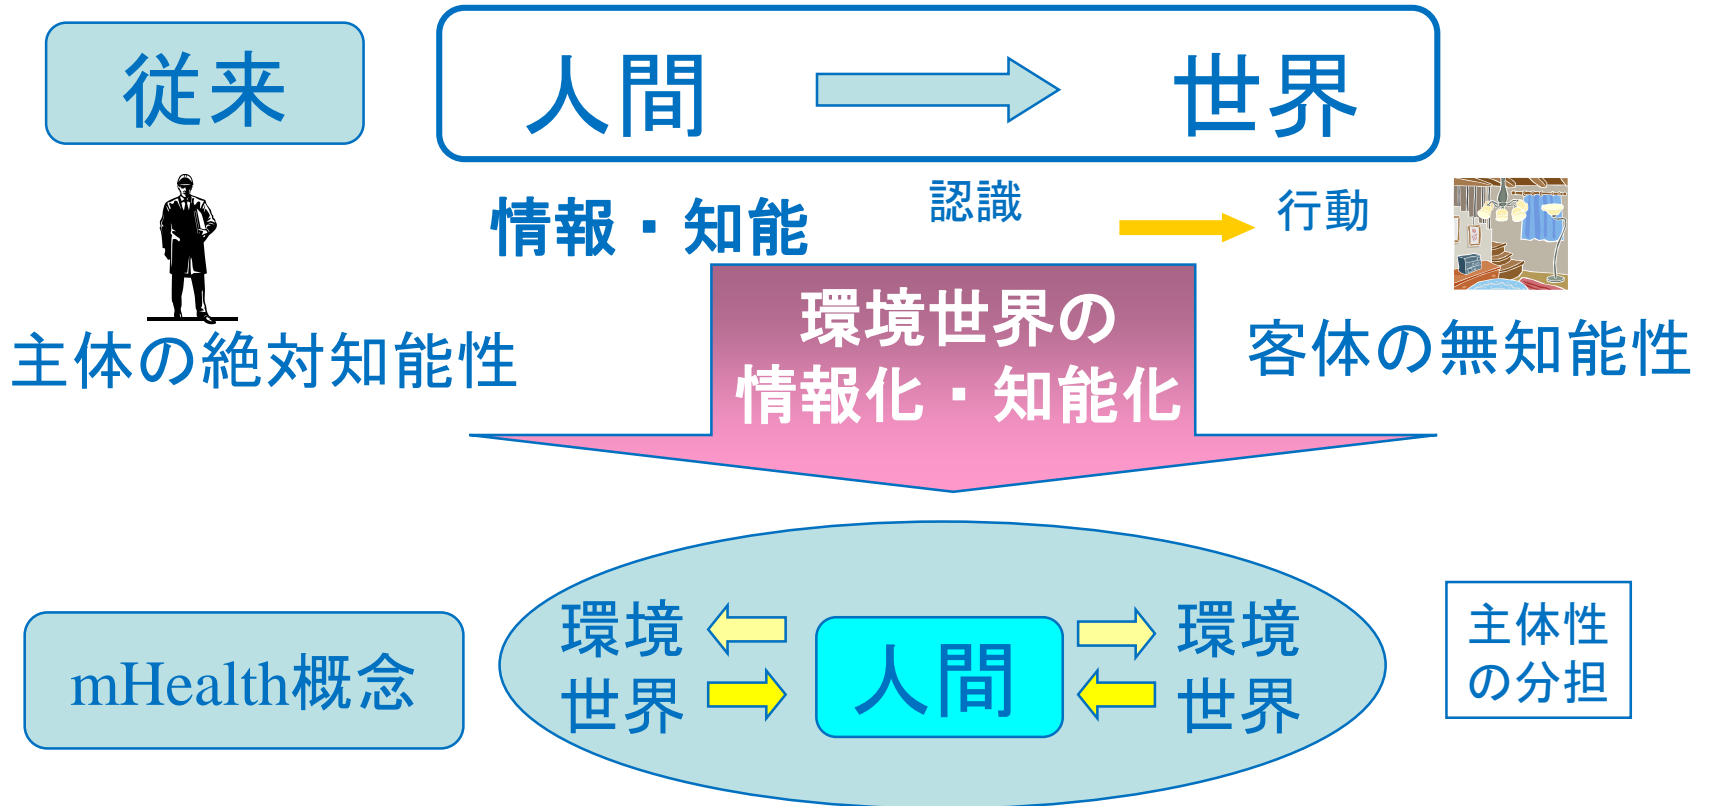 従来
人間
世界
情報・知能
認識
行動
主体の絶対知能性
環境世界の
情報化・知能化
客体の無知能性
mHealth概念
環境
世界
人間
環境
世界
主体性
の分担